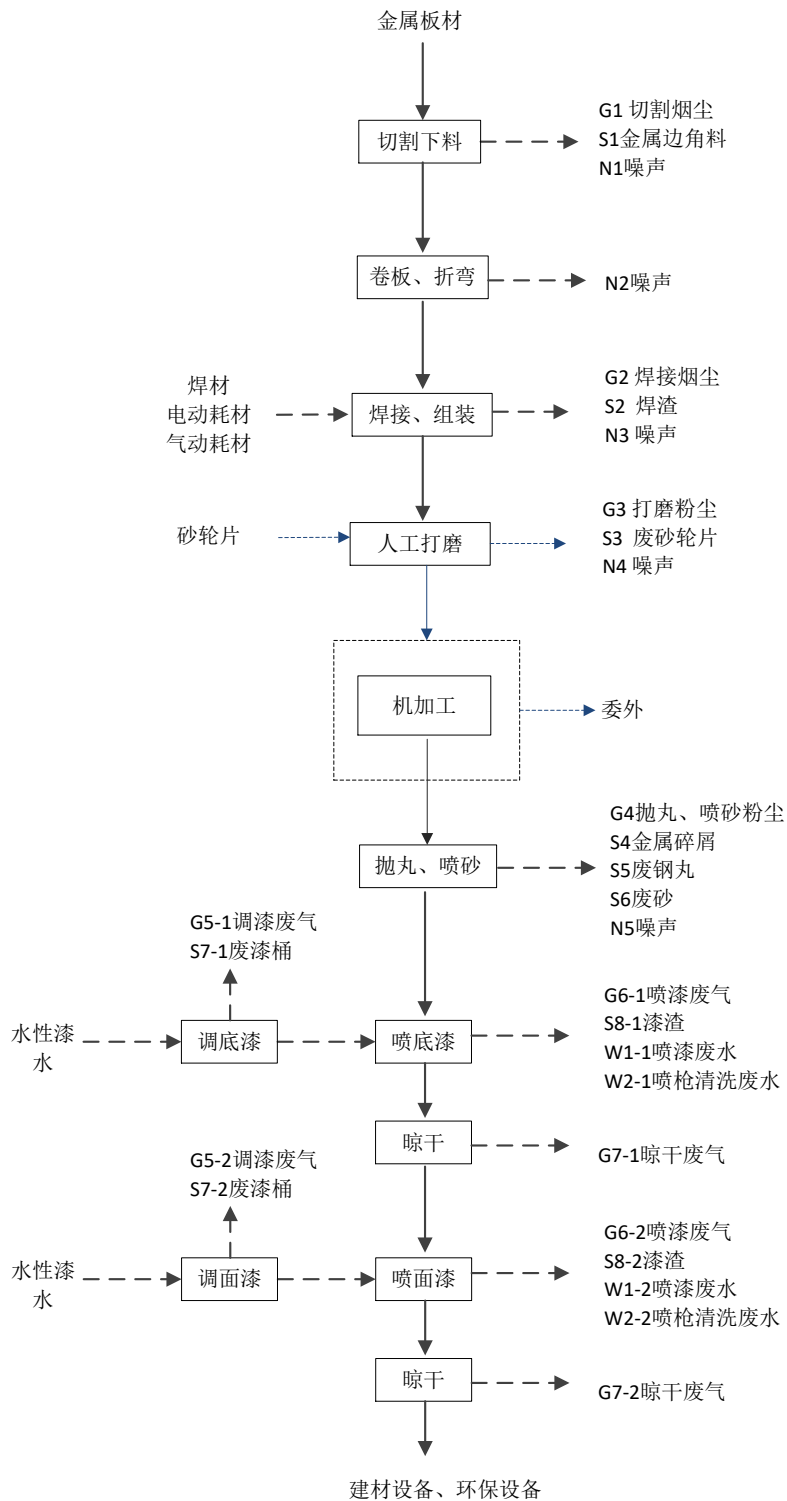 金属板材
切割下料
G1 切割烟尘
S1金属边角料
N1噪声
卷板、折弯
N2噪声
焊材
电动耗材
气动耗材
焊接、组装
G2 焊接烟尘
S2 焊渣
N3 噪声
砂轮片
人工打磨
G3 打磨粉尘
S3 废砂轮片
N4 噪声
机加工
委外
抛丸、喷砂
G4抛丸、喷砂粉尘
S4金属碎屑
S5废钢丸
S6废砂
N5噪声
G5-1调漆废气
S7-1废漆桶
水性漆
水
调底漆
喷底漆
G6-1喷漆废气
S8-1漆渣
W1-1喷漆废水
W2-1喷枪清洗废水
晾干
G7-1晾干废气
G5-2调漆废气
S7-2废漆桶
水性漆
水
调面漆
喷面漆
G6-2喷漆废气
S8-2漆渣
W1-2喷漆废水
W2-2喷枪清洗废水
晾干
G7-2晾干废气
建材设备、环保设备